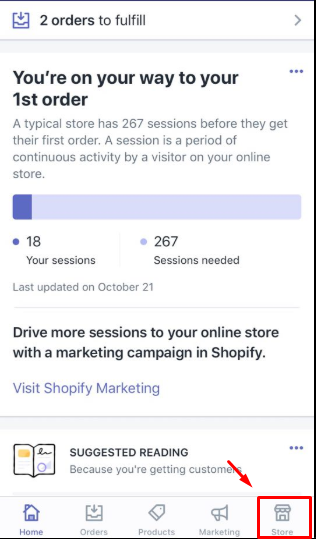 2 orders to fulfill
You're on your way to your
1st order
A typical store has 267 sessions before they get
their first order. A session is a period of
continuous activity by a visitor on your online
store.
18
267
Your sessions
Sessions needed
Last updated on October 21
Drive more sessions to your online store
with a marketing campaign in Shopify.
Visit Shopify Marketing
SUGGESTED READING
Because you're getting customers
Home
Orders
Products
Marketing
Store